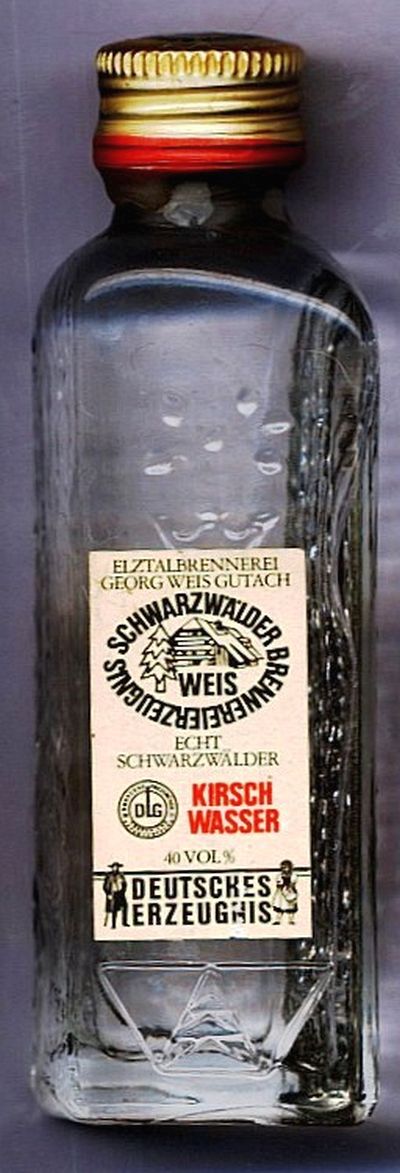 ELZTALBRENNEREI
GEORG WEIS GUTACH
SCHWARZWÄLDER BRENNEREIERZEUGNIS
WEIS
ECHT
SCHWARZWÄLDER
DLG
KIRSCH
WASSER
40 VOL %
DEUTSCHES
ERZEUGNIS